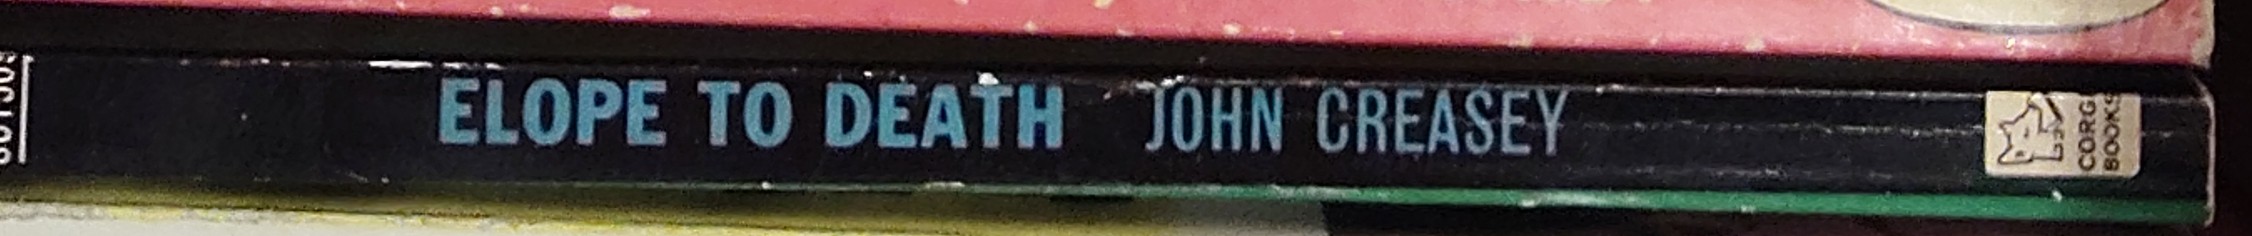 ELOPE TO DEATH JOHN CREASEY
CORGI
BOOKS